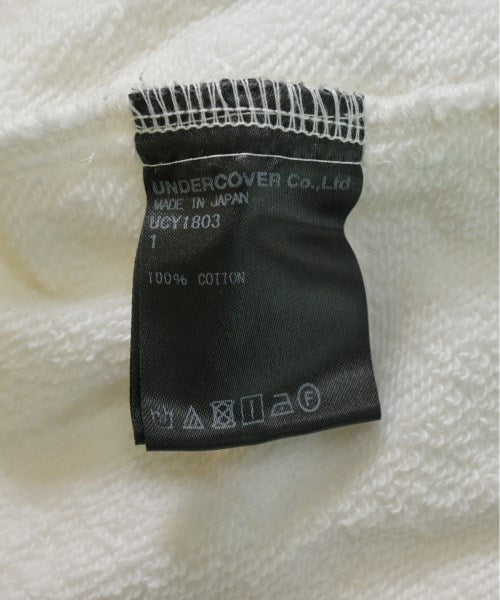 UNDERCOVER Co.,Ltd
MADE IN JAPAN
UCY1803
1
100% COTTON
F